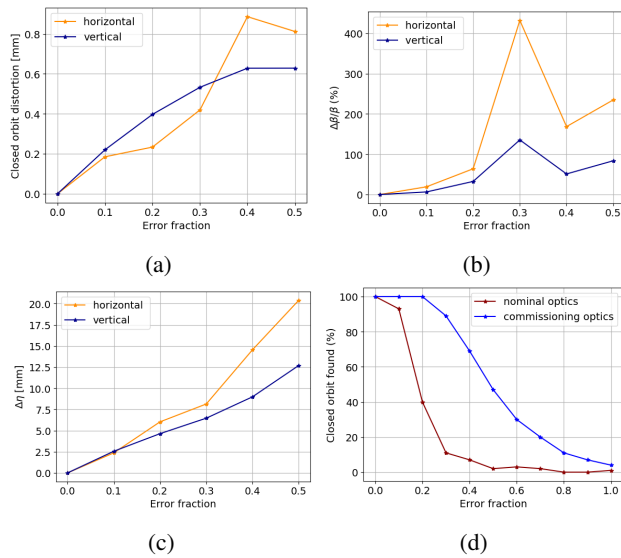 horizontal
vertical
Closed orbit distortion [mm]
0.8
0.6
0.4
0.2
0.0
0.0 0.1 0.2 0.3 0.4 0.5
Error fraction
(a)
horizontal
vertical
Δβ/β (%)
400
300
200
100
0
0.0 0.1 0.2 0.3 0.4 0.5
Error fraction
(b)
horizontal
vertical
Δη [mm]
20.0
17.5
15.0
12.5
10.0
7.5
5.0
2.5
0.0
0.0 0.1 0.2 0.3 0.4 0.5
Error fraction
(c)
nominal optics
commissioning optics
Closed orbit found (%)
100
80
60
40
20
0
0.0 0.2 0.4 0.6 0.8 1.0
Error fraction
(d)